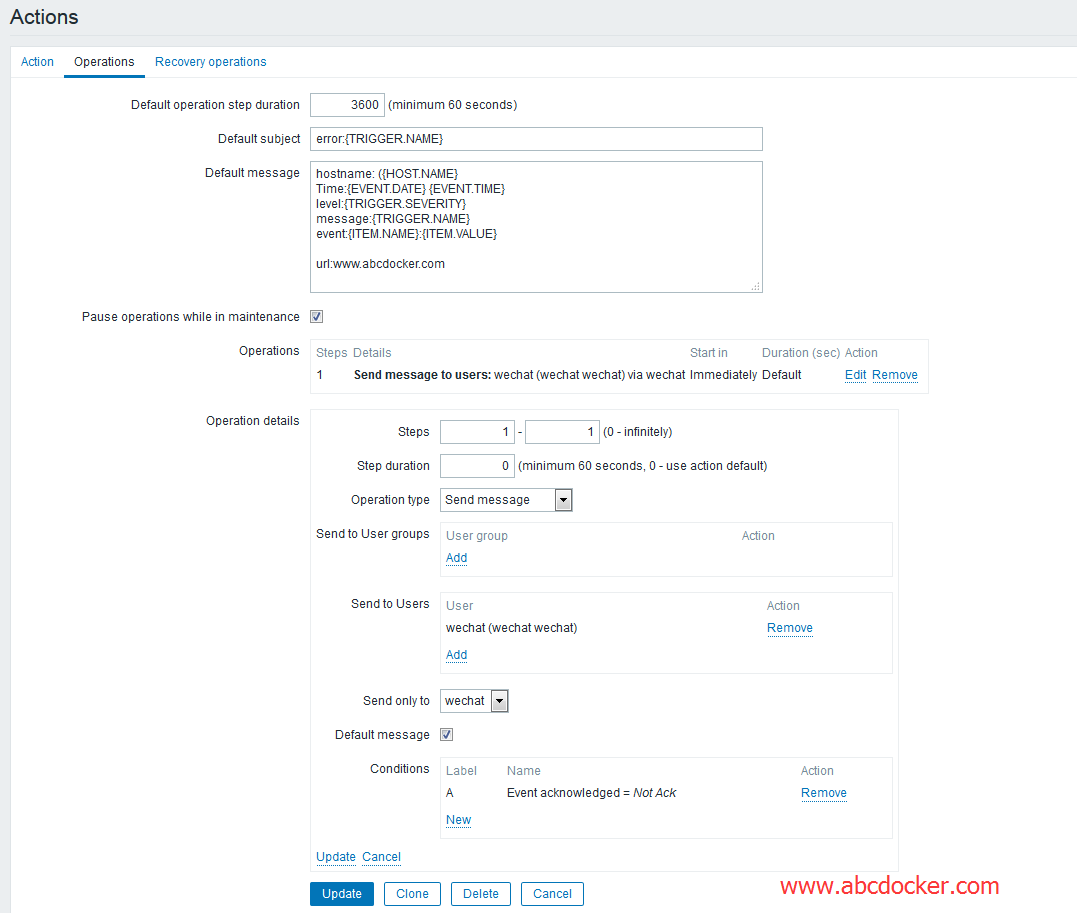 Actions
Action Operations Recovery operations
Default operation step duration 3600 (minimum 60 seconds)
Default subject error:{TRIGGER.NAME}
Default message hostname: ({HOST.NAME}
Time:{EVENT.DATE} {EVENT.TIME}
level:{TRIGGER.SEVERITY}
message:{TRIGGER.NAME}
event:{ITEM.NAME}:{ITEM.VALUE}
url:www.abcdocker.com
Pause operations while in maintenance
Operations Steps Details Start in Duration (sec) Action
1 Send message to users: wechat (wechat wechat) via wechat Immediately Default Edit Remove
Operation details
Steps 1 - 1 (0 - infinitely)
Step duration 0 (minimum 60 seconds, 0 - use action default)
Operation type Send message
Send to User groups User group Action
Add
Send to Users User Action
wechat (wechat wechat) Remove
Add
Send only to wechat
Default message
Conditions Label Name Action
A Event acknowledged = Not Ack Remove
New
Update Cancel
Update Clone Delete Cancel
www.abcdocker.com